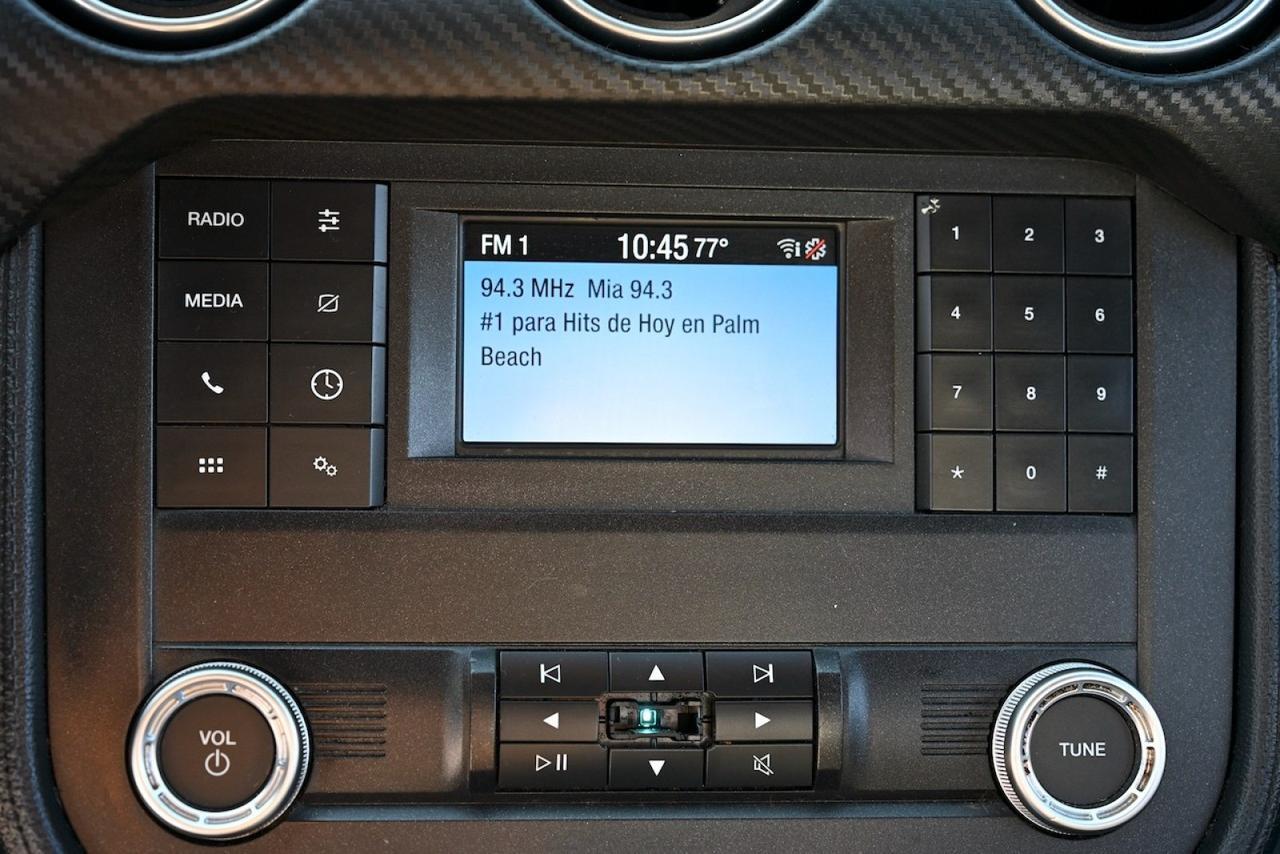 RADIO
MEDIA
FM 1 10:45 77°
94.3 MHz Mia 94.3
#1 para Hits de Hoy en Palm
Beach
1 2 3
4 5 6
7 8 9
* 0 #
VOL
TUNE